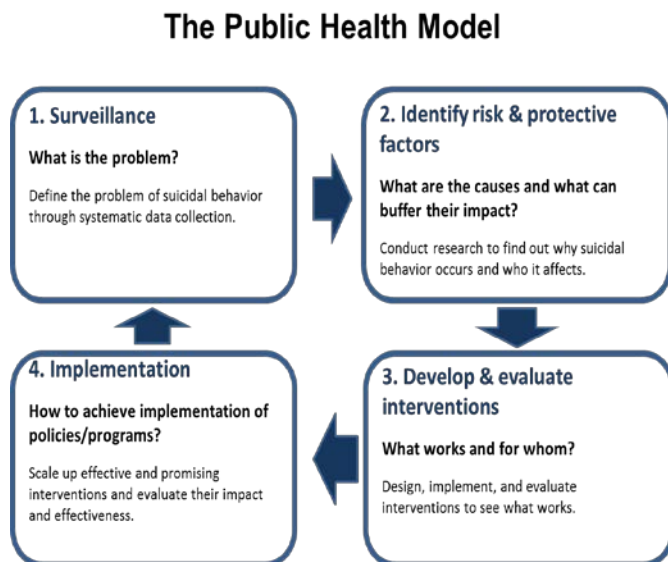 The Public Health Model
1. Surveillance
What is the problem?
Define the problem of suicidal behavior
through systematic data collection.
2. Identify risk & protective
factors
What are the causes and what can
buffer their impact?
Conduct research to find out why suicidal
behavior occurs and who it affects.
3. Develop & evaluate
interventions
What works and for whom?
Design, implement, and evaluate
interventions to see what works.
4. Implementation
How to achieve implementation of
policies/programs?
Scale up effective and promising
interventions and evaluate their impact
and effectiveness.